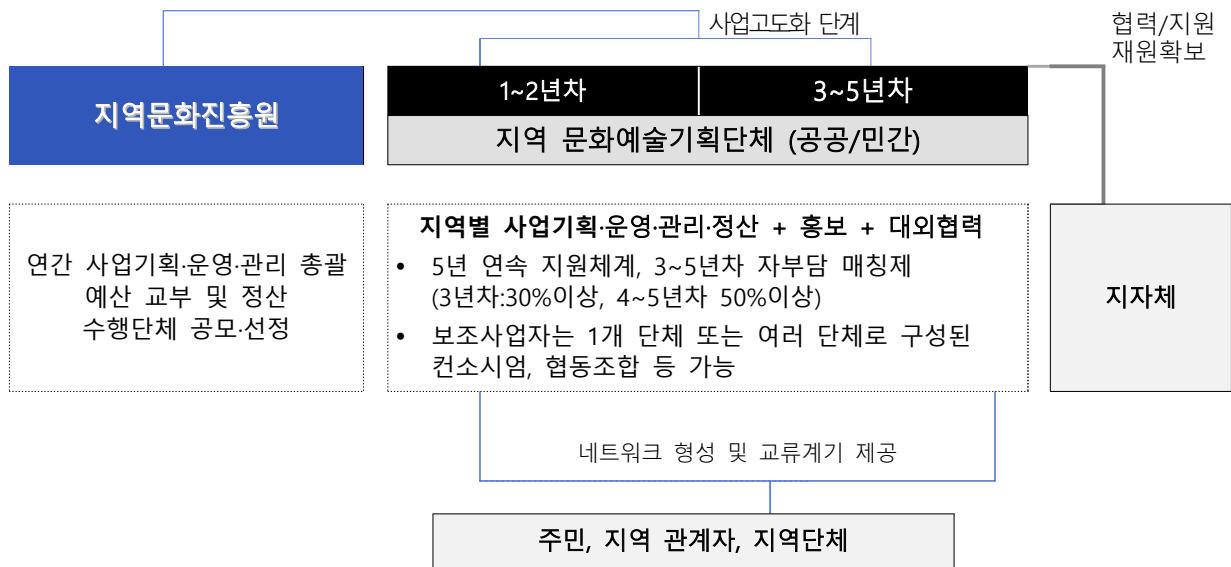 사업고도화 단계
협력/지원
재원확보
지역문화진흥원
1~2년차
3~5년차
지역 문화예술기획단체 (공공/민간)
연간 사업기획·운영·관리 총괄
예산 교부 및 정산
수행단체 공모·선정
지역별 사업기획·운영·관리·정산 + 홍보 + 대외협력
• 5년 연속 지원체계, 3~5년차 자부담 매칭제
(3년차:30%이상, 4~5년차 50%이상)
• 보조사업자는 1개 단체 또는 여러 단체로 구성된
컨소시엄, 협동조합 등 가능
지자체
네트워크 형성 및 교류계기 제공
주민, 지역 관계자, 지역단체